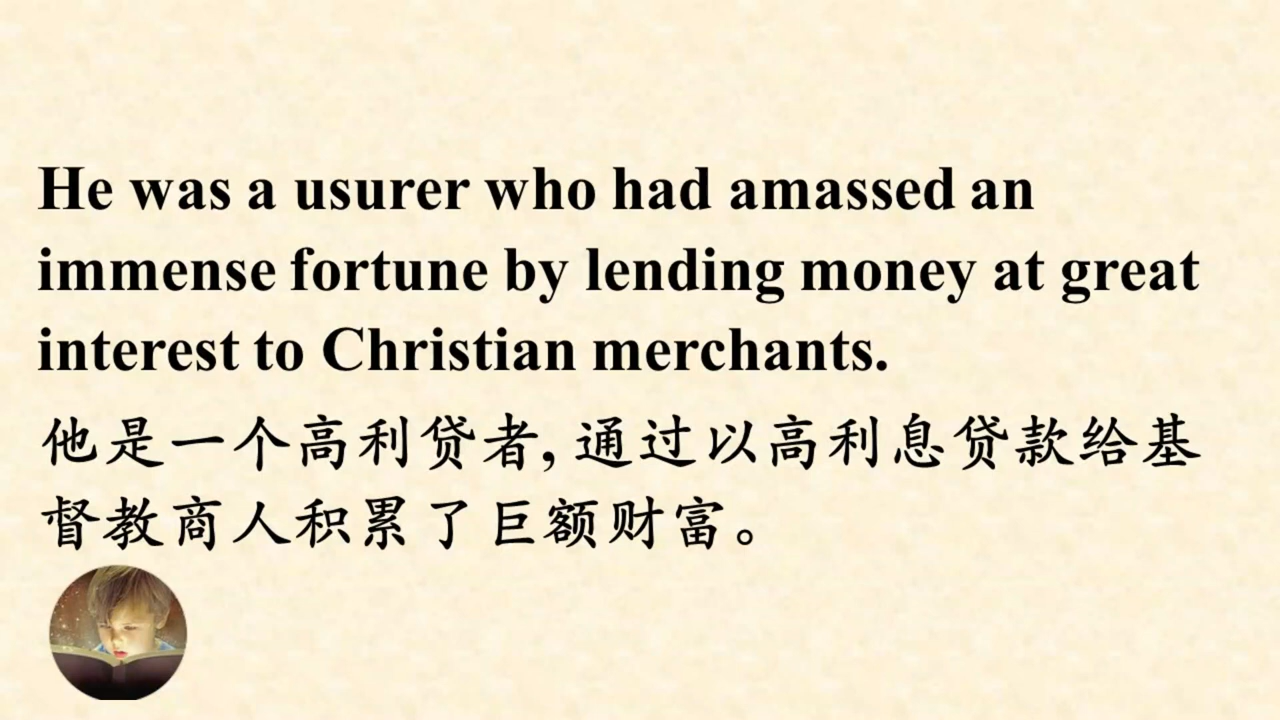 He was a usurer who had amassed an
immense fortune by lending money at great
interest to Christian merchants.
他是一个高利贷者, 通过以高利息贷款给基
督教商人积累了巨额财富。